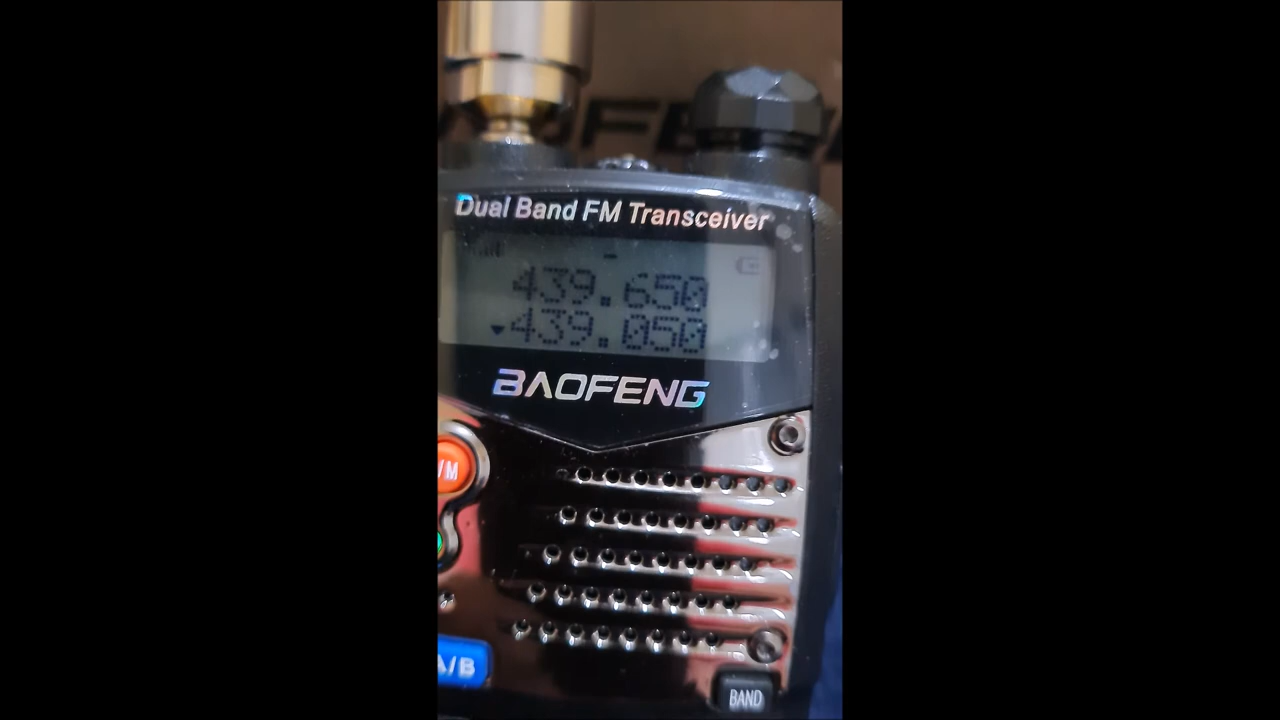 Dual Band FM Transceiver
439.650
439.050
BAOFENG
/M
A/B
BAND